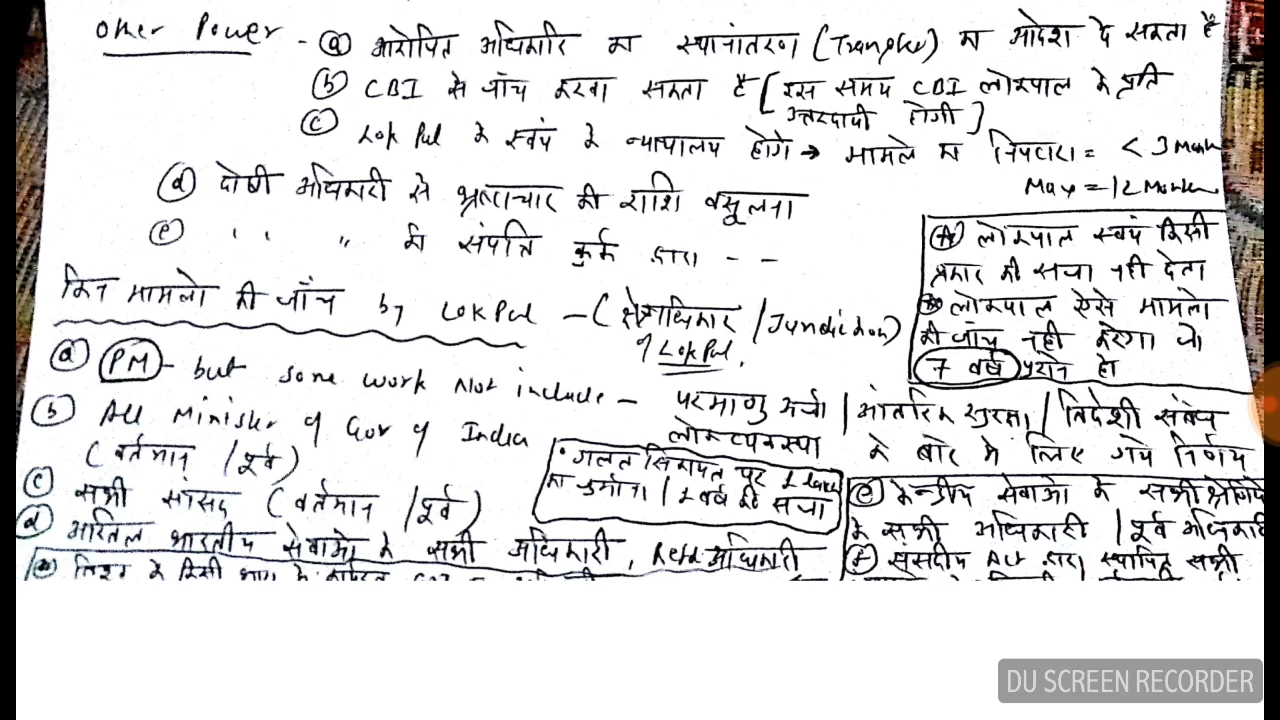 Other Power - (a) आरोपित अधिकारि का स्थानांतरण (Transfer) का आदेश दे सकता है
(b) CBI से जाँच करवा सकता है [इस समय CBI लोकपाल के प्रति
उत्तरदायी होगी]
(c) Lok Pal के स्वयं के न्यायालय होगे → मामले का निपटारा = < 3 Month
Max = 12 Months
(d) दोषी अधिकारी से भ्रष्टाचार की राशि वसूलना
(e) " " की संपत्ति कुर्क द्वारा - -
लोकपाल स्वयं किसी
प्रकार की सजा नही देता
लोकपाल ऐसे मामलो
की जांच नही करेगा जो
7 वर्ष पुराने हो
किन मामलो की जाँच by LOKPal - (क्षेत्राधिकार / Jurisdiction)
of LokPal.
(a) PM - but some work Not include - परमाणु ऊर्जा / आंतरिक सुरक्षा / विदेशी संबंध
लोकव्यवस्था के बारे मे लिए गये निर्णय
(b) All Minister of Gov of India
(वर्तमान / पूर्व)
• गलत सिकायत पर 1 lack
का जुर्माना / 1 वर्ष की सजा
(c) सभी सांसद (वर्तमान / पूर्व)
(d) भारतीय सेवाओ के सभी अधिकारी, Retd अधिकारी
(e) केन्द्रीय सेवाओ के सभी
के सभी अधिकारी / पूर्व
(f) संसदीय Act द्वारा स्थापित सभी
DU SCREEN RECORDER